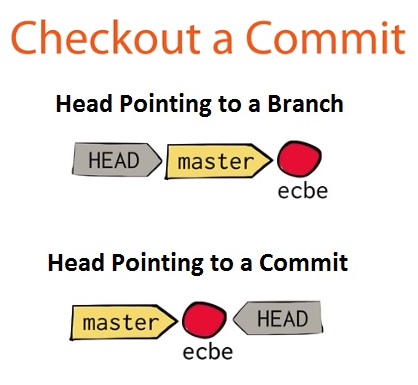 Checkout a Commit
Head Pointing to a Branch
HEAD master
ecbe
Head Pointing to a Commit
master HEAD
ecbe